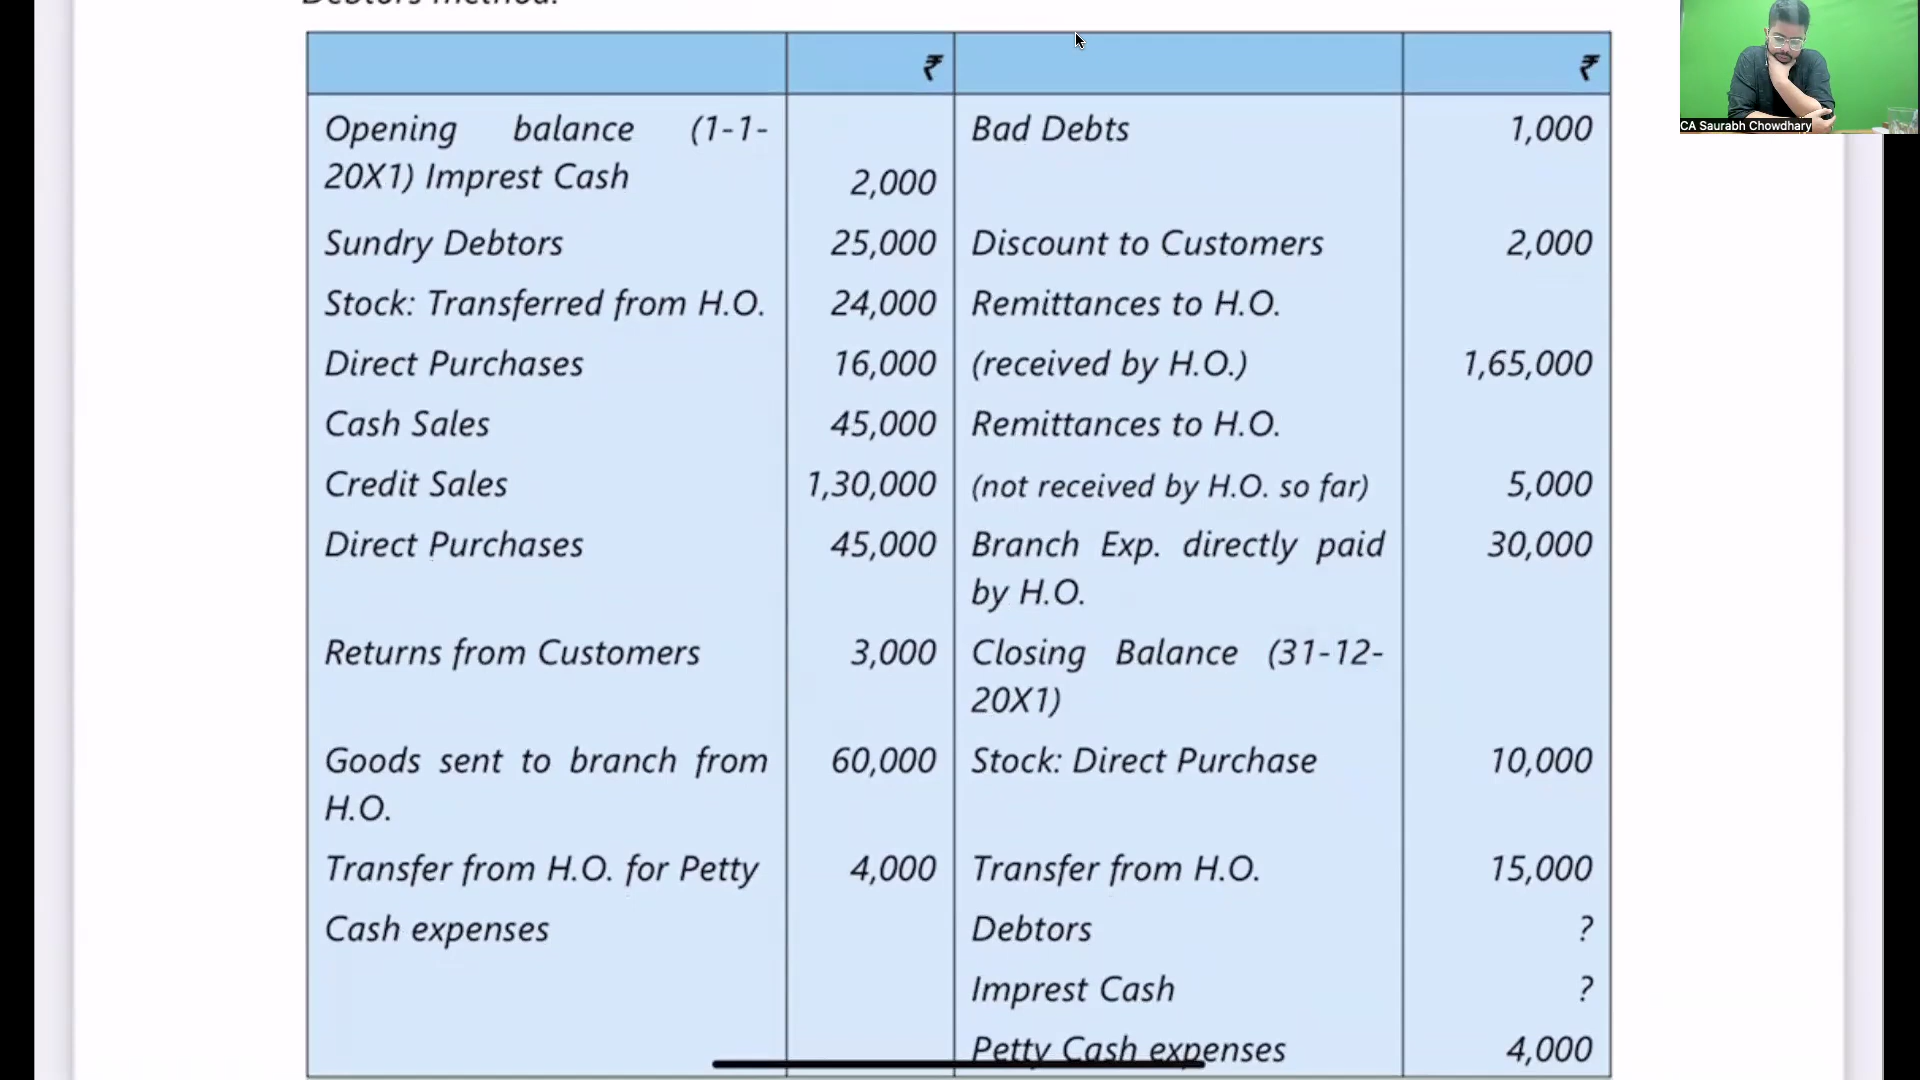 Debtors method.
₹ ₹
Opening balance (1-1- Bad Debts 1,000
20X1) Imprest Cash 2,000
Sundry Debtors 25,000 Discount to Customers 2,000
Stock: Transferred from H.O. 24,000 Remittances to H.O.
Direct Purchases 16,000 (received by H.O.) 1,65,000
Cash Sales 45,000 Remittances to H.O.
Credit Sales 1,30,000 (not received by H.O. so far) 5,000
Direct Purchases 45,000 Branch Exp. directly paid 30,000
by H.O.
Returns from Customers 3,000 Closing Balance (31-12-
20X1)
Goods sent to branch from 60,000 Stock: Direct Purchase 10,000
H.O.
Transfer from H.O. for Petty 4,000 Transfer from H.O. 15,000
Cash expenses Debtors ?
Imprest Cash ?
Petty Cash expenses 4,000
CA Saurabh Chowdhary